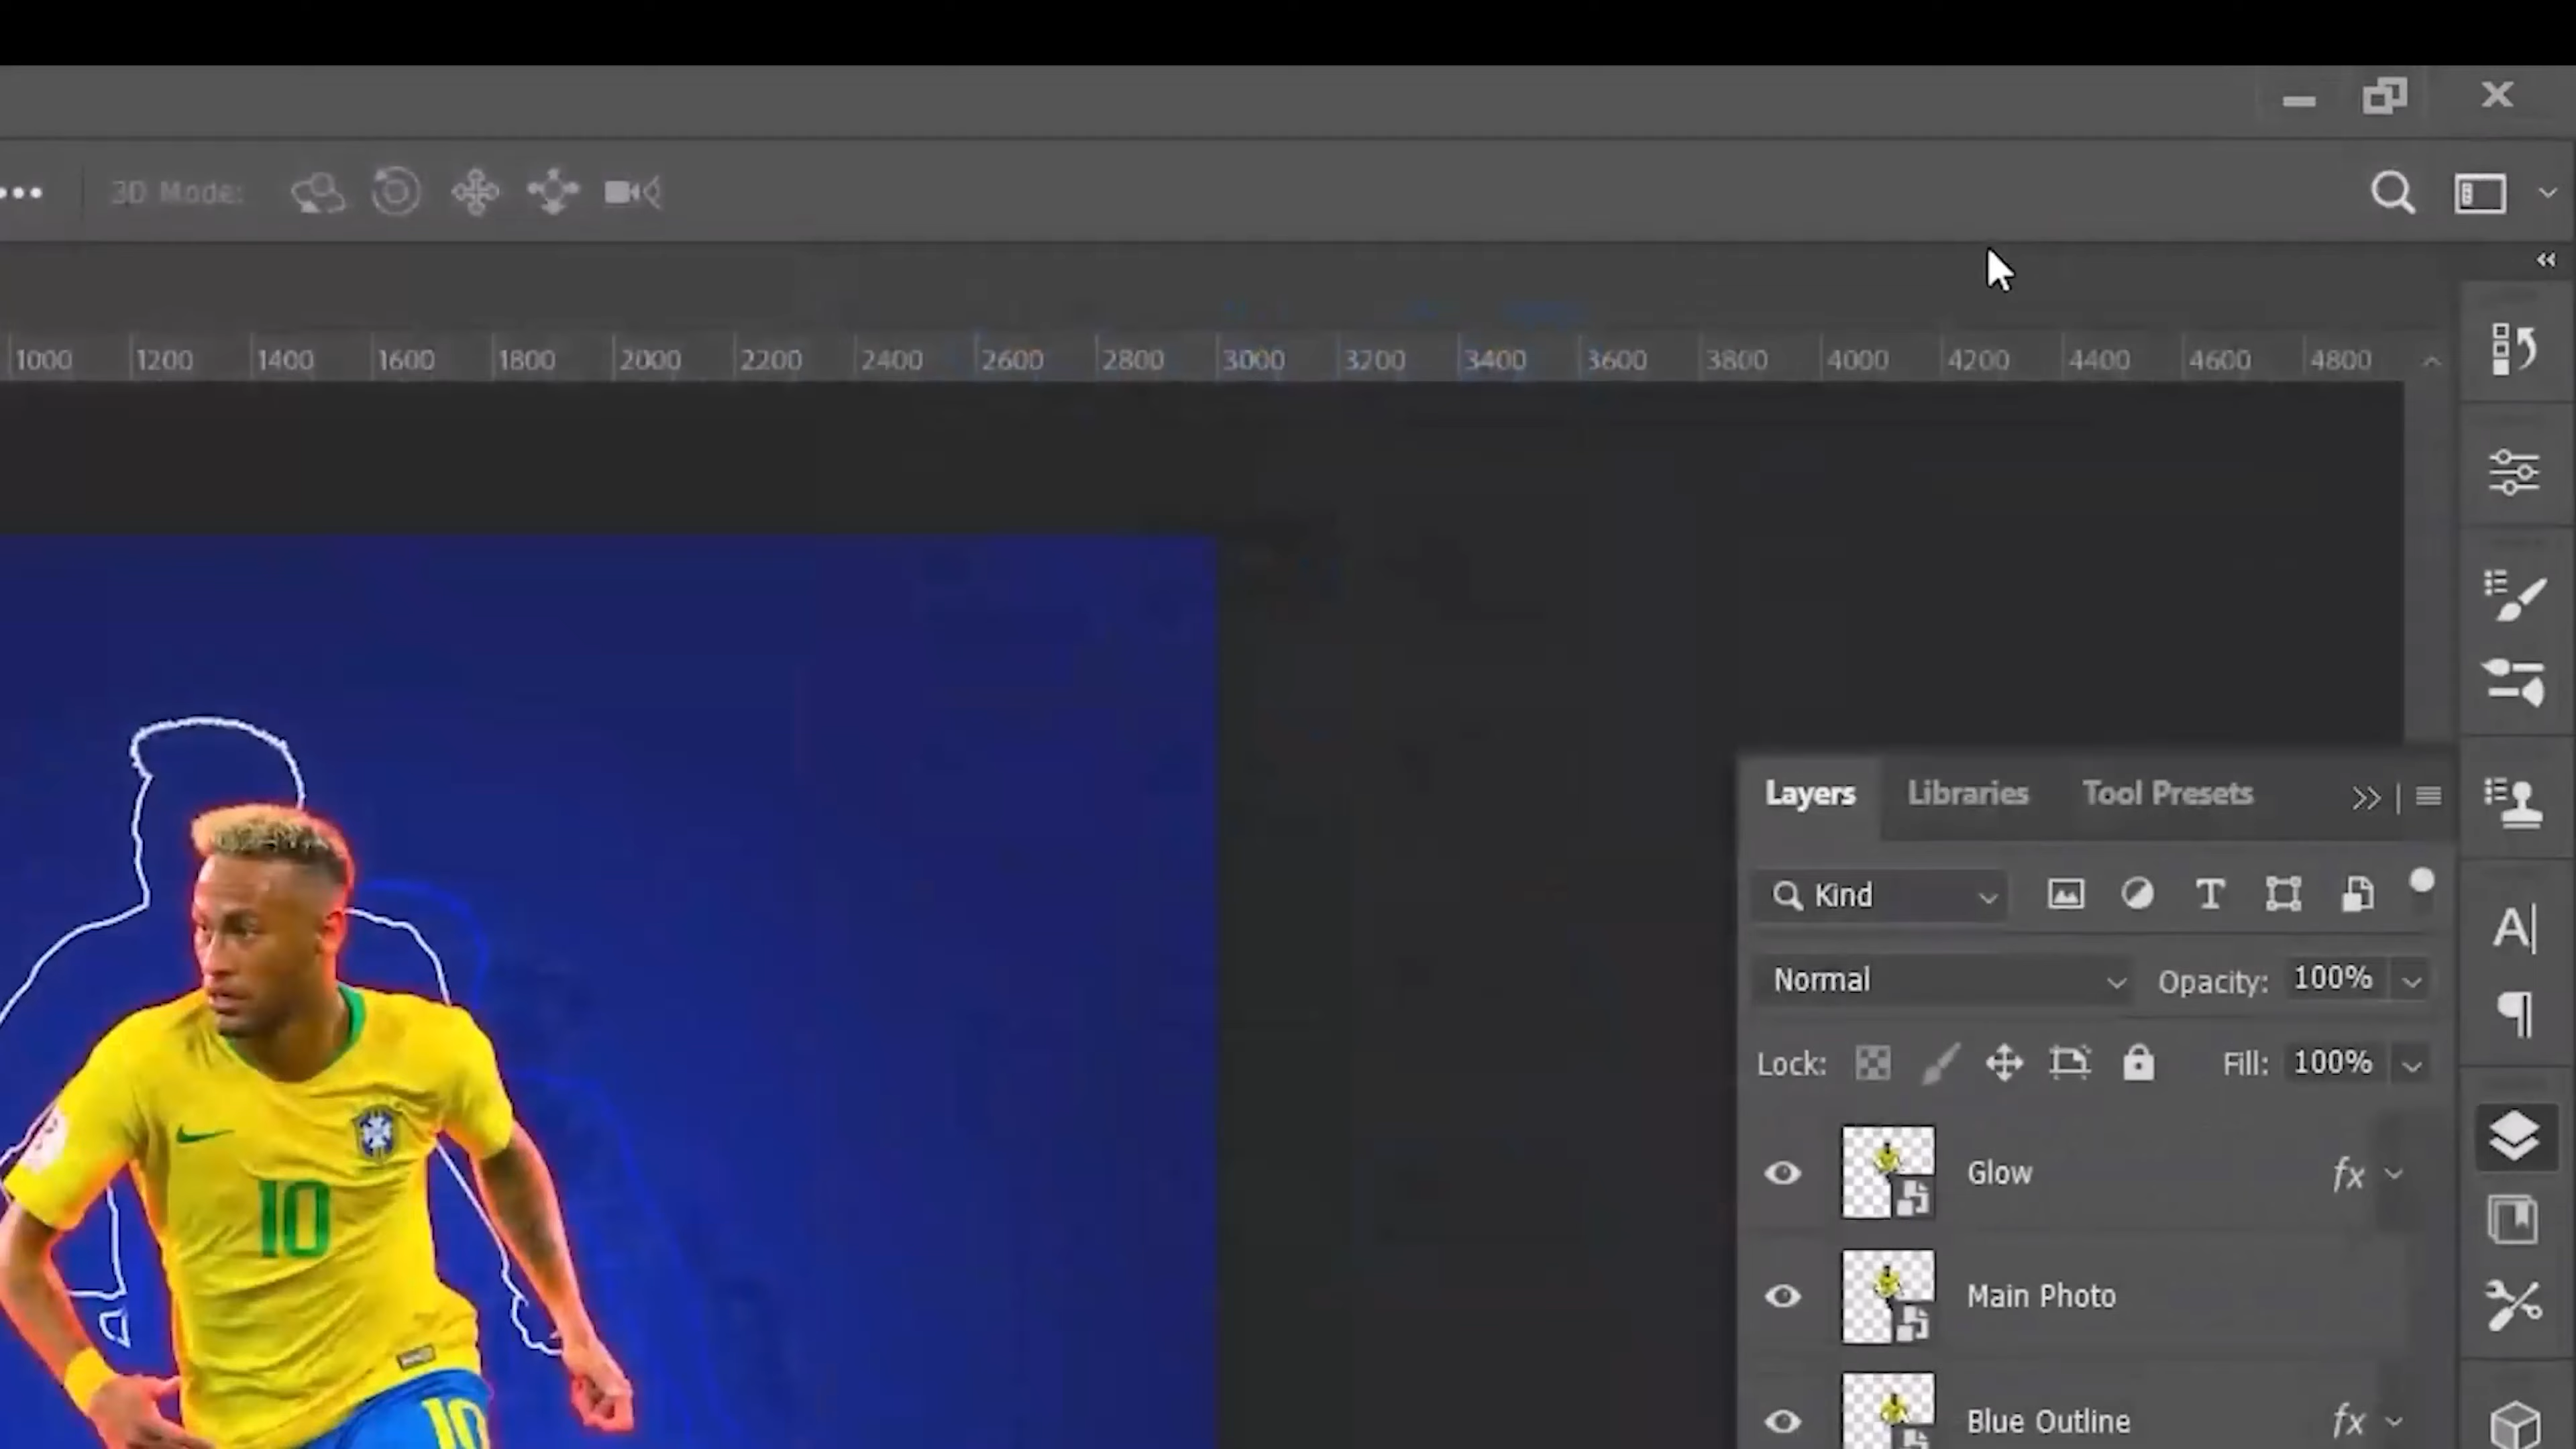 3D Mode:
1000 1200 1400 1600 1800 2000 2200 2400 2600 2800 3000 3200 3400 3600 3800 4000 4200 4400 4600 4800
Layers Libraries Tool Presets
Kind
Normal Opacity: 100%
Lock: Fill: 100%
Glow fx
Main Photo
Blue Outline fx
10
10